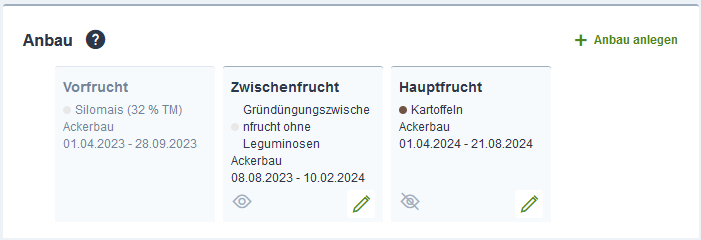 Anbau ?
+ Anbau anlegen
Vorfrucht
Silomais (32 % TM)
Ackerbau
01.04.2023 - 28.09.2023
Zwischenfrucht
Gründüngungszwische
nfrucht ohne
Leguminosen
Ackerbau
08.08.2023 - 10.02.2024
Hauptfrucht
Kartoffeln
Ackerbau
01.04.2024 - 21.08.2024